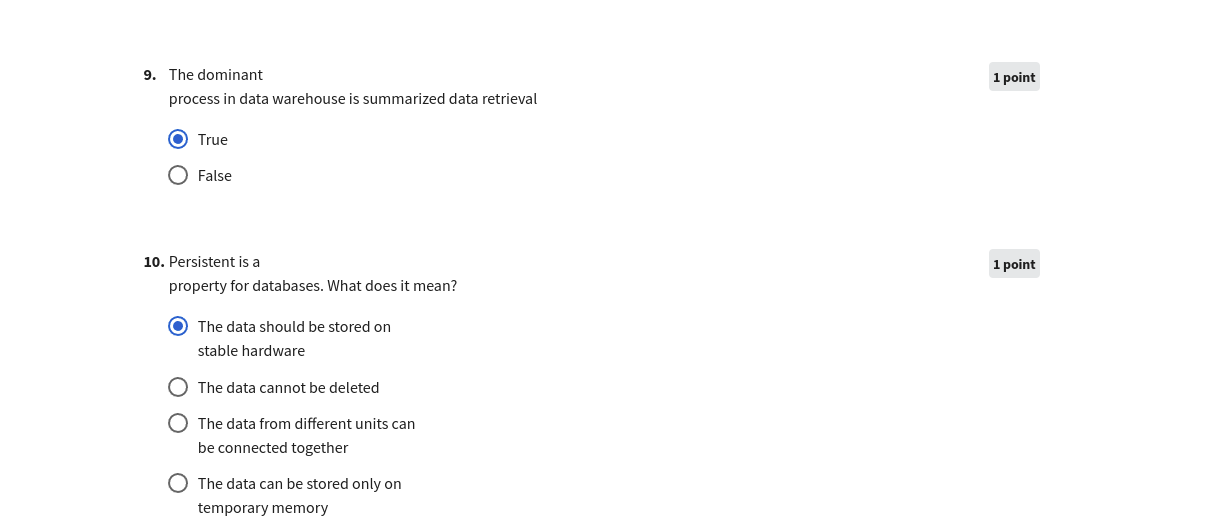 9. The dominant 1 point
process in data warehouse is summarized data retrieval
True
False
10. Persistent is a 1 point
property for databases. What does it mean?
The data should be stored on
stable hardware
The data cannot be deleted
The data from different units can
be connected together
The data can be stored only on
temporary memory